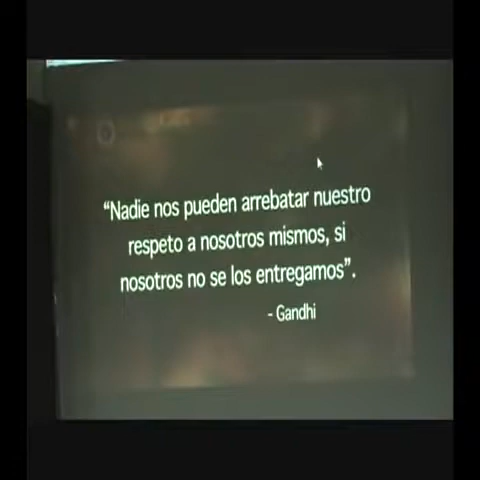 “Nadie nos pueden arrebatar nuestro
respeto a nosotros mismos, si
nosotros no se los entregamos”.
- Gandhi